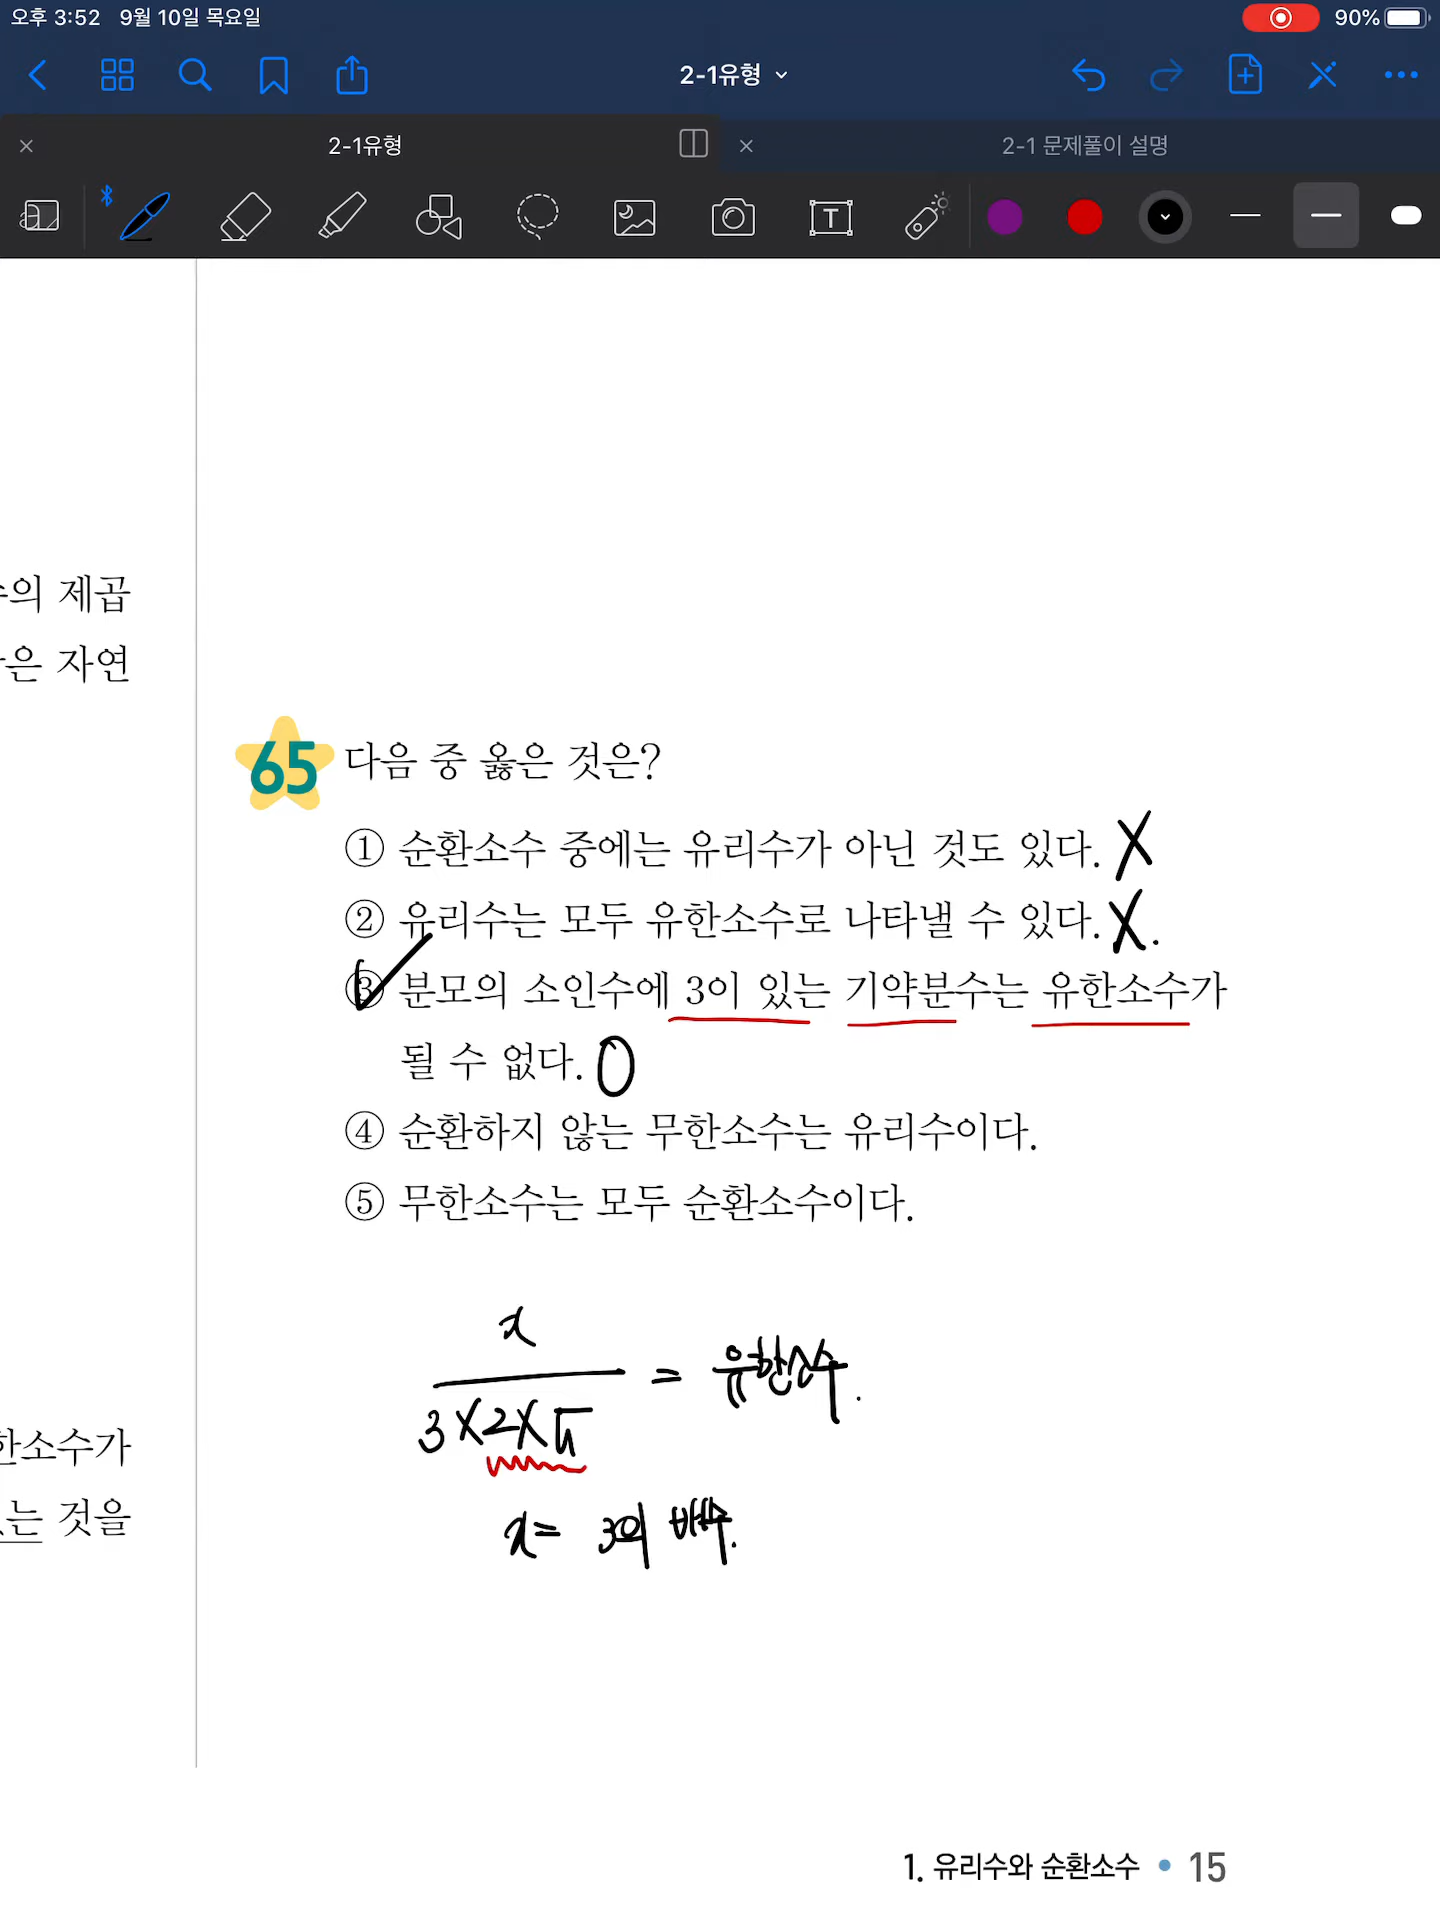 오후 3:52 9월 10일 목요일
90%
2-1유형
2-1유형
2-1 문제풀이 설명
의 제곱
은 자연
65 다음 중 옳은 것은?
① 순환소수 중에는 유리수가 아닌 것도 있다. X
② 유리수는 모두 유한소수로 나타낼 수 있다. X.
③ 분모의 소인수에 3이 있는 기약분수는 유한소수가
될 수 없다. O
④ 순환하지 않는 무한소수는 유리수이다.
⑤ 무한소수는 모두 순환소수이다.
x
= 유한소수.
3×2×5
한소수가
는 것을
x= 3의 배수.
1. 유리수와 순환소수 • 15